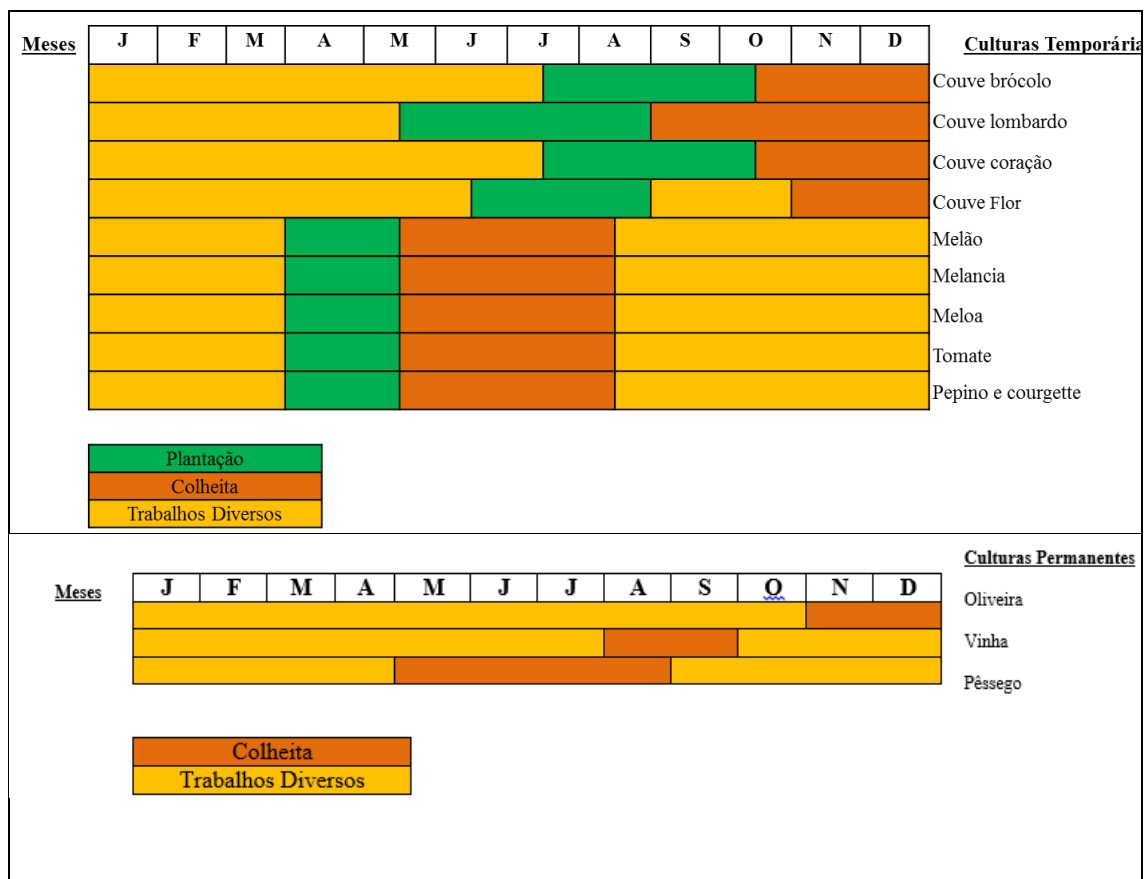 Meses J F M A M J J A S O N D Culturas Temporária
Couve brócolo
Couve lombardo
Couve coração
Couve Flor
Melão
Melancia
Meloa
Tomate
Pepino e courgette
Plantação
Colheita
Trabalhos Diversos
Culturas Permanentes
Meses J F M A M J J A S O N D
Oliveira
Vinha
Pêssego
Colheita
Trabalhos Diversos